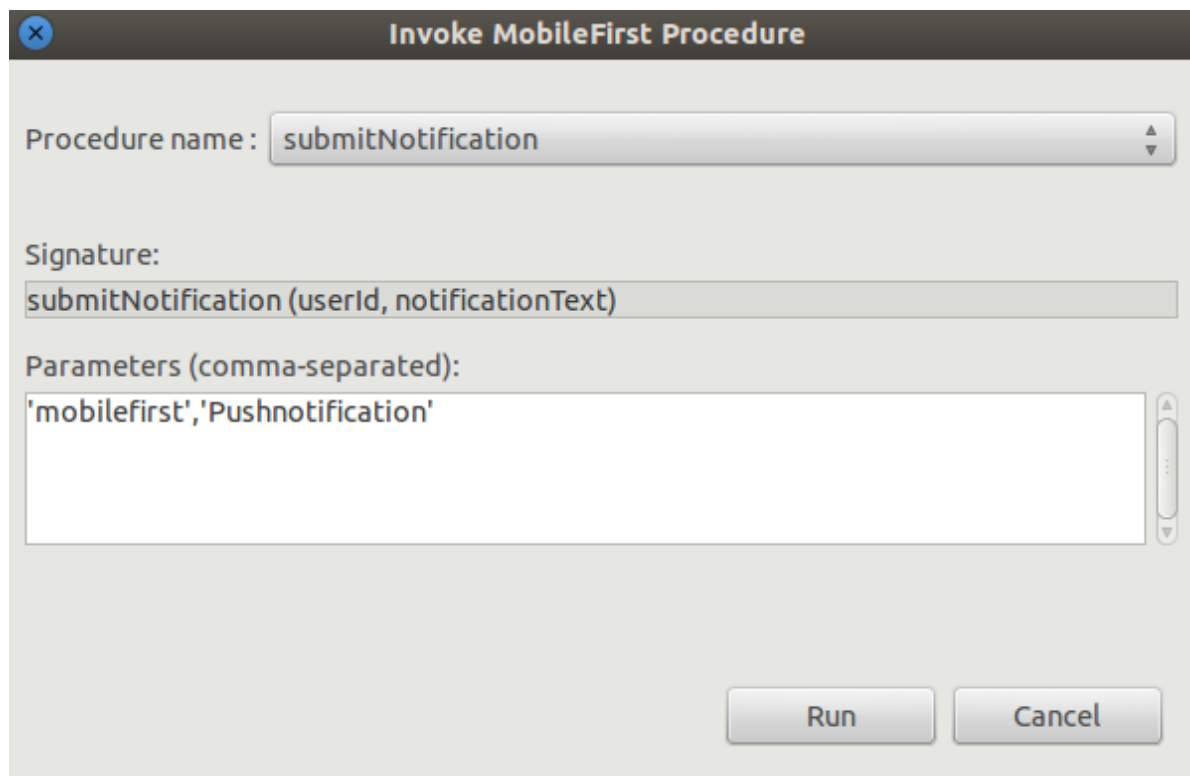 Invoke MobileFirst Procedure
Procedure name : submitNotification
Signature:
submitNotification (userId, notificationText)
Parameters (comma-separated):
'mobilefirst','Pushnotification'
Run Cancel